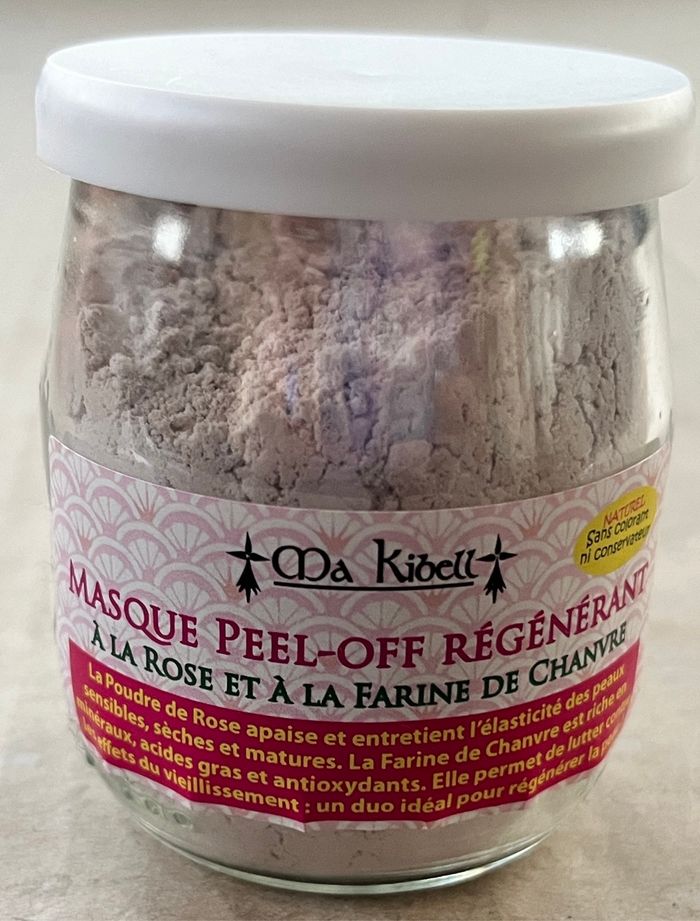 NATUREL
Sans colorant
ni conservateur
Ma Kibell
MASQUE PEEL-OFF RÉGÉNÉRANT
À LA ROSE ET À LA FARINE DE CHANVRE
La Poudre de Rose apaise et entretient l'élasticité des peaux
sensibles, sèches et matures. La Farine de Chanvre est riche en
minéraux, acides gras et antioxydants. Elle permet de lutter
les effets du vieillissement : un duo idéal pour régénérer la